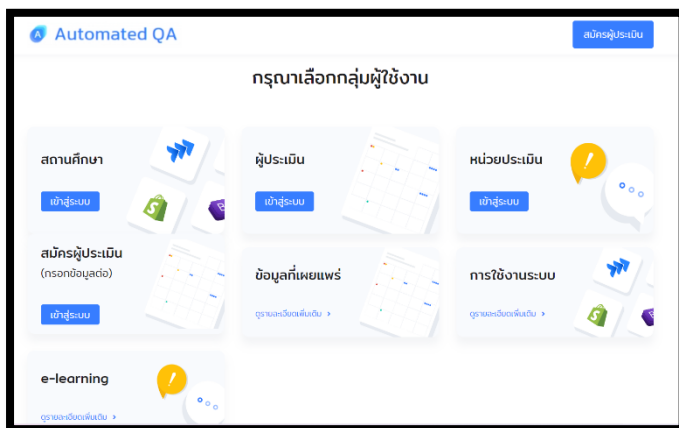 Automated QA
สมัครผู้ประเมิน
กรุณาเลือกกลุ่มผู้ใช้งาน
สถานศึกษา
เข้าสู่ระบบ
ผู้ประเมิน
เข้าสู่ระบบ
หน่วยประเมิน
เข้าสู่ระบบ
สมัครผู้ประเมิน
(กรอกข้อมูลต่อ)
เข้าสู่ระบบ
ข้อมูลที่เผยแพร่
ดูรายละเอียดเพิ่มเติม >
การใช้งานระบบ
ดูรายละเอียดเพิ่มเติม >
e-learning
ดูรายละเอียดเพิ่มเติม >